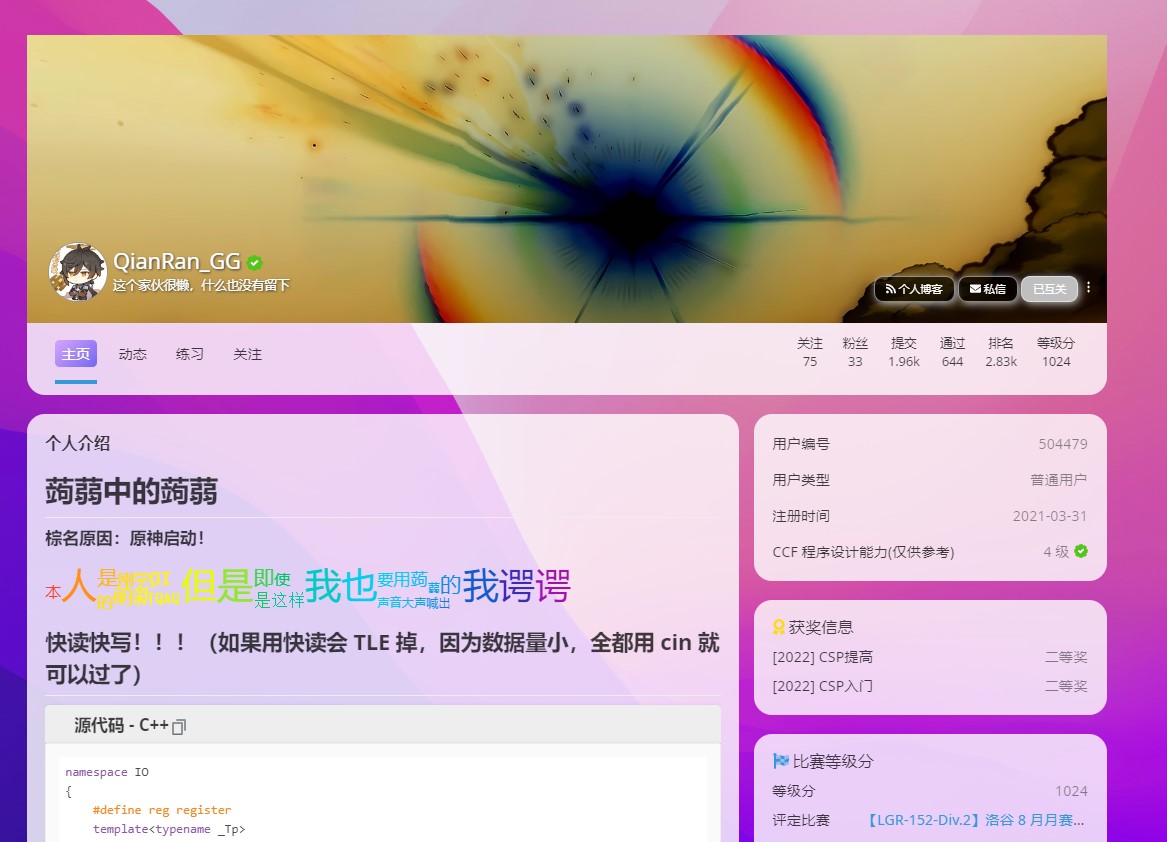 QianRan_GG
这个家伙很懒，什么也没有留下
个人博客 私信 已互关
主页 动态 练习 关注
关注 粉丝 提交 通过 排名 等级分
75 33 1.96k 644 2.83k 1024
个人介绍
蒟蒻中的蒟蒻
棕名原因：原神启动！
本人是
但是即使
是这样
我也要用蒟蒻的
声音大声喊出
我谔谔
快读快写！！！（如果用快读会 TLE 掉，因为数据量小，全都用 cin 就
可以过了）
源代码 - C++
namespace IO
{
#define reg register
template<typename _Tp>
用户编号 504479
用户类型 普通用户
注册时间 2021-03-31
CCF 程序设计能力(仅供参考) 4 级
获奖信息
[2022] CSP提高 二等奖
[2022] CSP入门 二等奖
比赛等级分
等级分 1024
评定比赛 【LGR-152-Div.2】洛谷 8 月月赛...